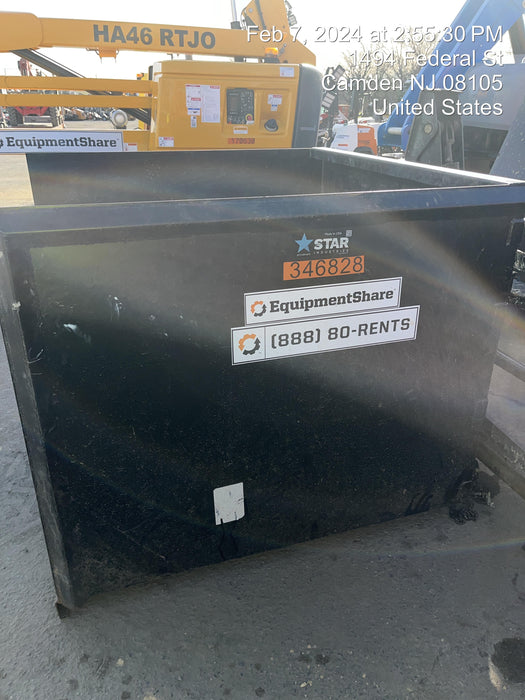 Feb 7, 2024 at 2:55:30 PM
1494 Federal St
Camden NJ 08105
United States
HA46 RTJO
EquipmentShare
STAR
INDUSTRIES
346828
EquipmentShare
(888) 80-RENTS